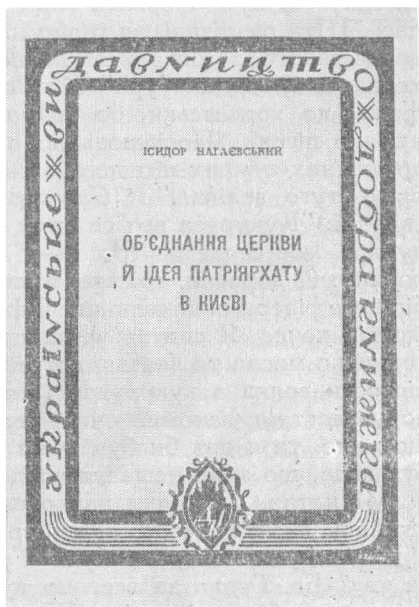 УКРАЇНСЬКЕ ВИДАВНИЦТВО ДОБРА КНИЖКА
ІСИДОР НАГАЄВСЬКИЙ
ОБ'ЄДНАННЯ ЦЕРКВИ
Й ІДЕЯ ПАТРІЯРХАТУ
В КИЄВІ